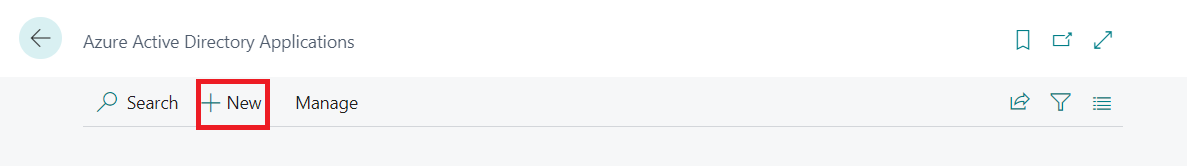 Azure Active Directory Applications
Search New Manage